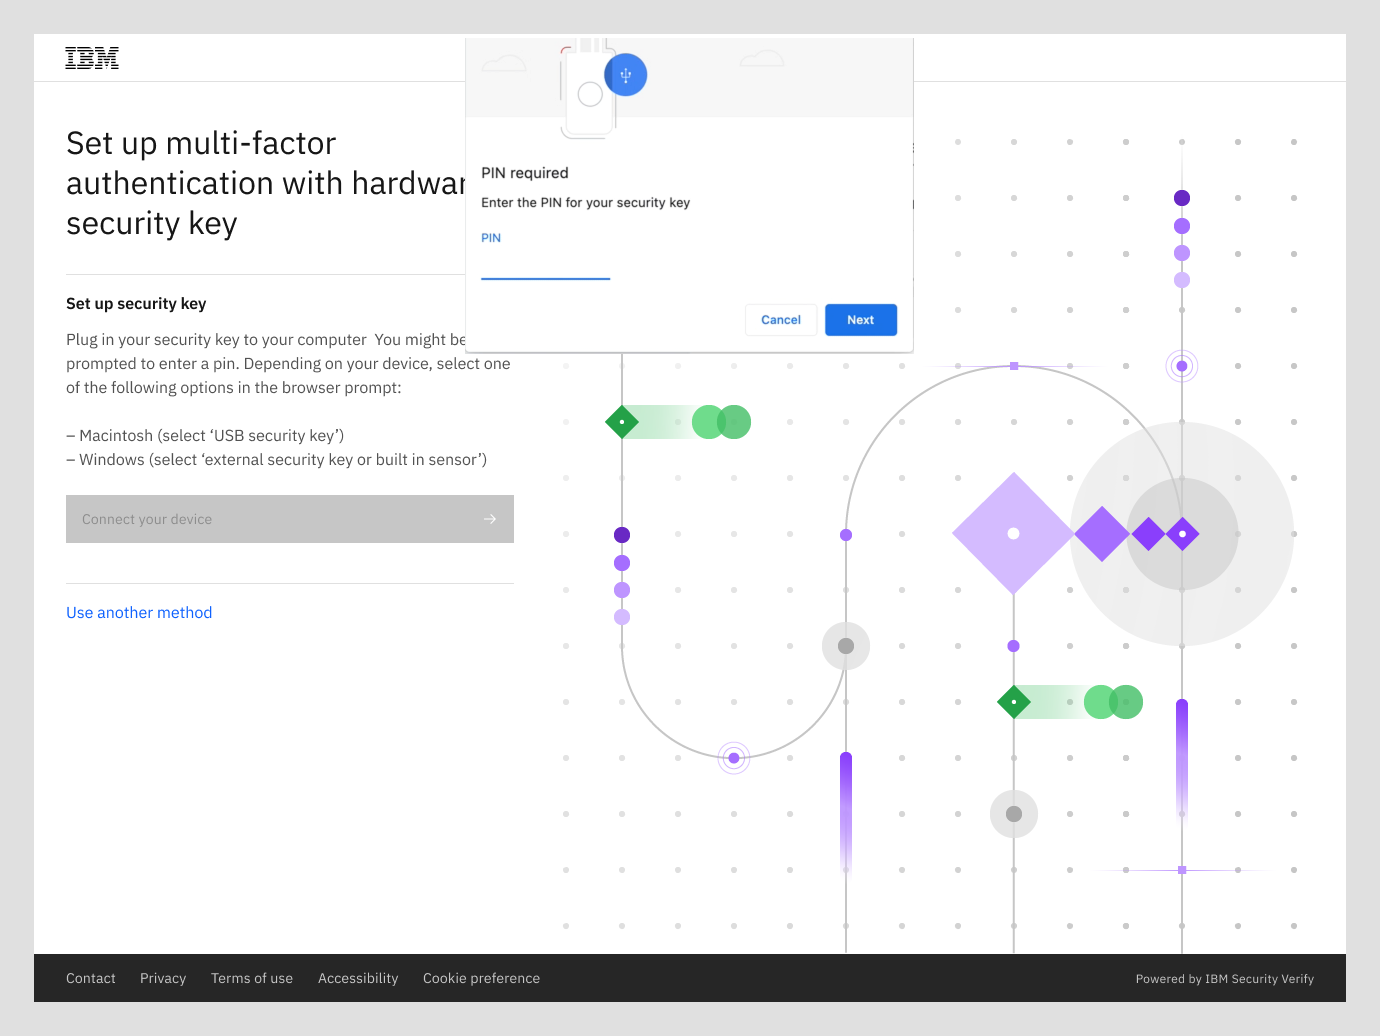 IBM
Set up multi-factor
authentication with hardwar
security key
Set up security key
Plug in your security key to your computer  You might be
prompted to enter a pin. Depending on your device, select one
of the following options in the browser prompt:
– Macintosh (select ‘USB security key’)
– Windows (select ‘external security key or built in sensor’)
Connect your device
Use another method
PIN required
Enter the PIN for your security key
PIN
Cancel
Next
Contact
Privacy
Terms of use
Accessibility
Cookie preference
Powered by IBM Security Verify